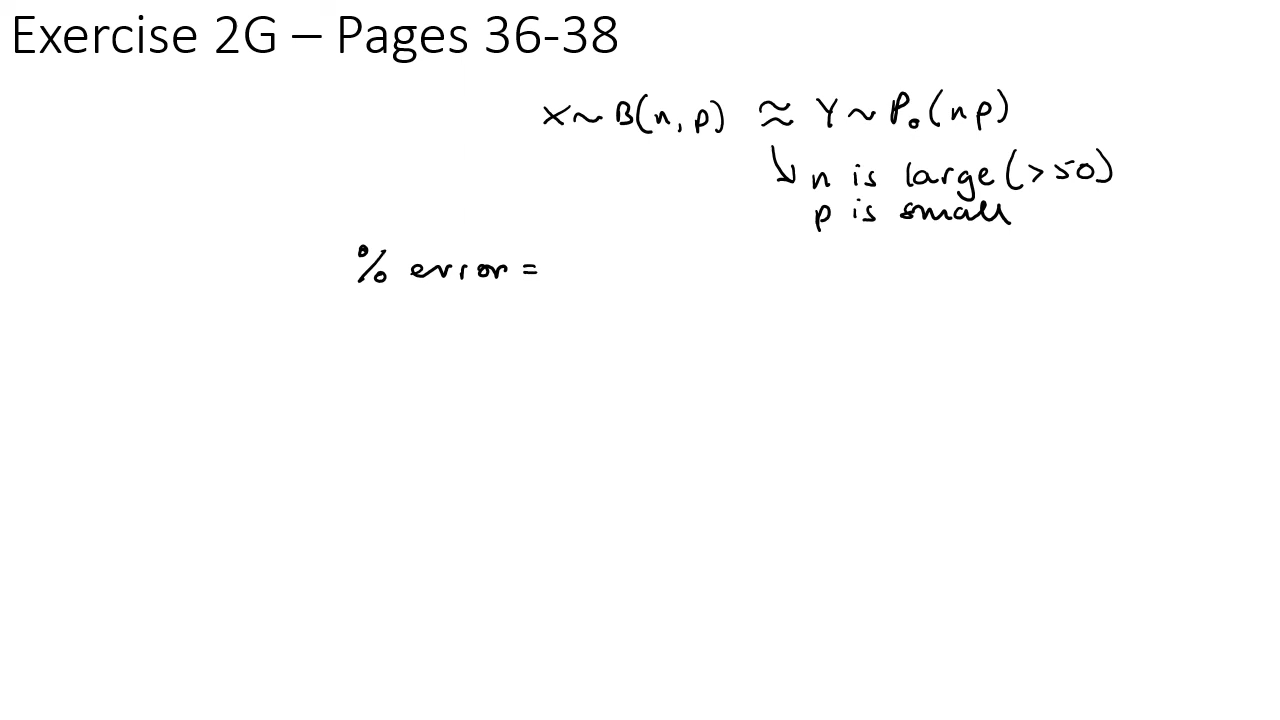 Exercise 2G – Pages 36-38
X~ B(n, p) ≈ Y~ Po(np)
↘ n is large (>50)
p is small
% error =